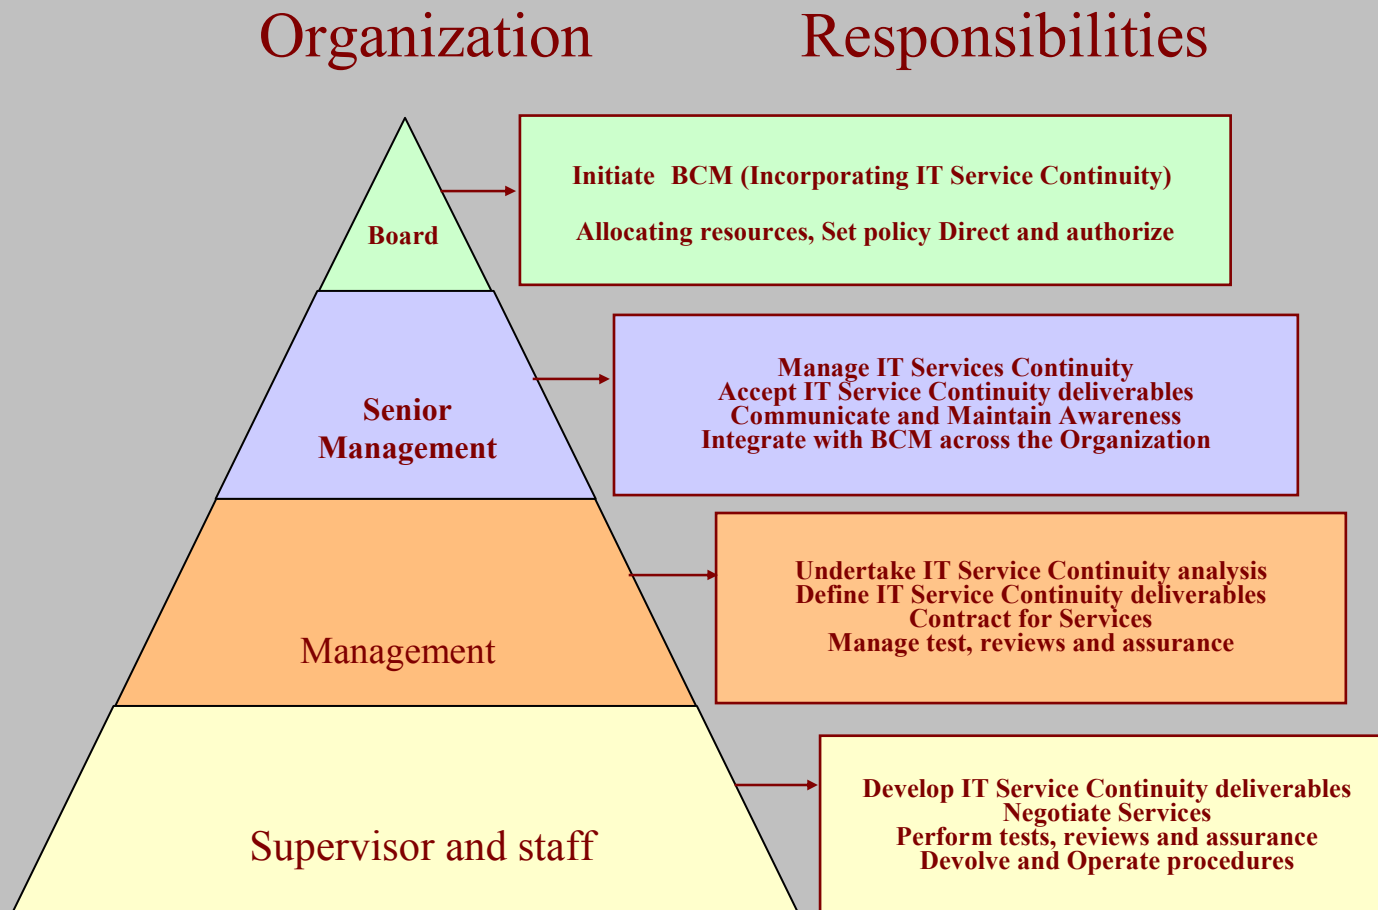 Organization Responsibilities
Board
Initiate BCM (Incorporating IT Service Continuity)
Allocating resources, Set policy Direct and authorize
Senior
Management
Manage IT Services Continuity
Accept IT Service Continuity deliverables
Communicate and Maintain Awareness
Integrate with BCM across the Organization
Management
Undertake IT Service Continuity analysis
Define IT Service Continuity deliverables
Contract for Services
Manage test, reviews and assurance
Supervisor and staff
Develop IT Service Continuity deliverables
Negotiate Services
Perform tests, reviews and assurance
Devolve and Operate procedures